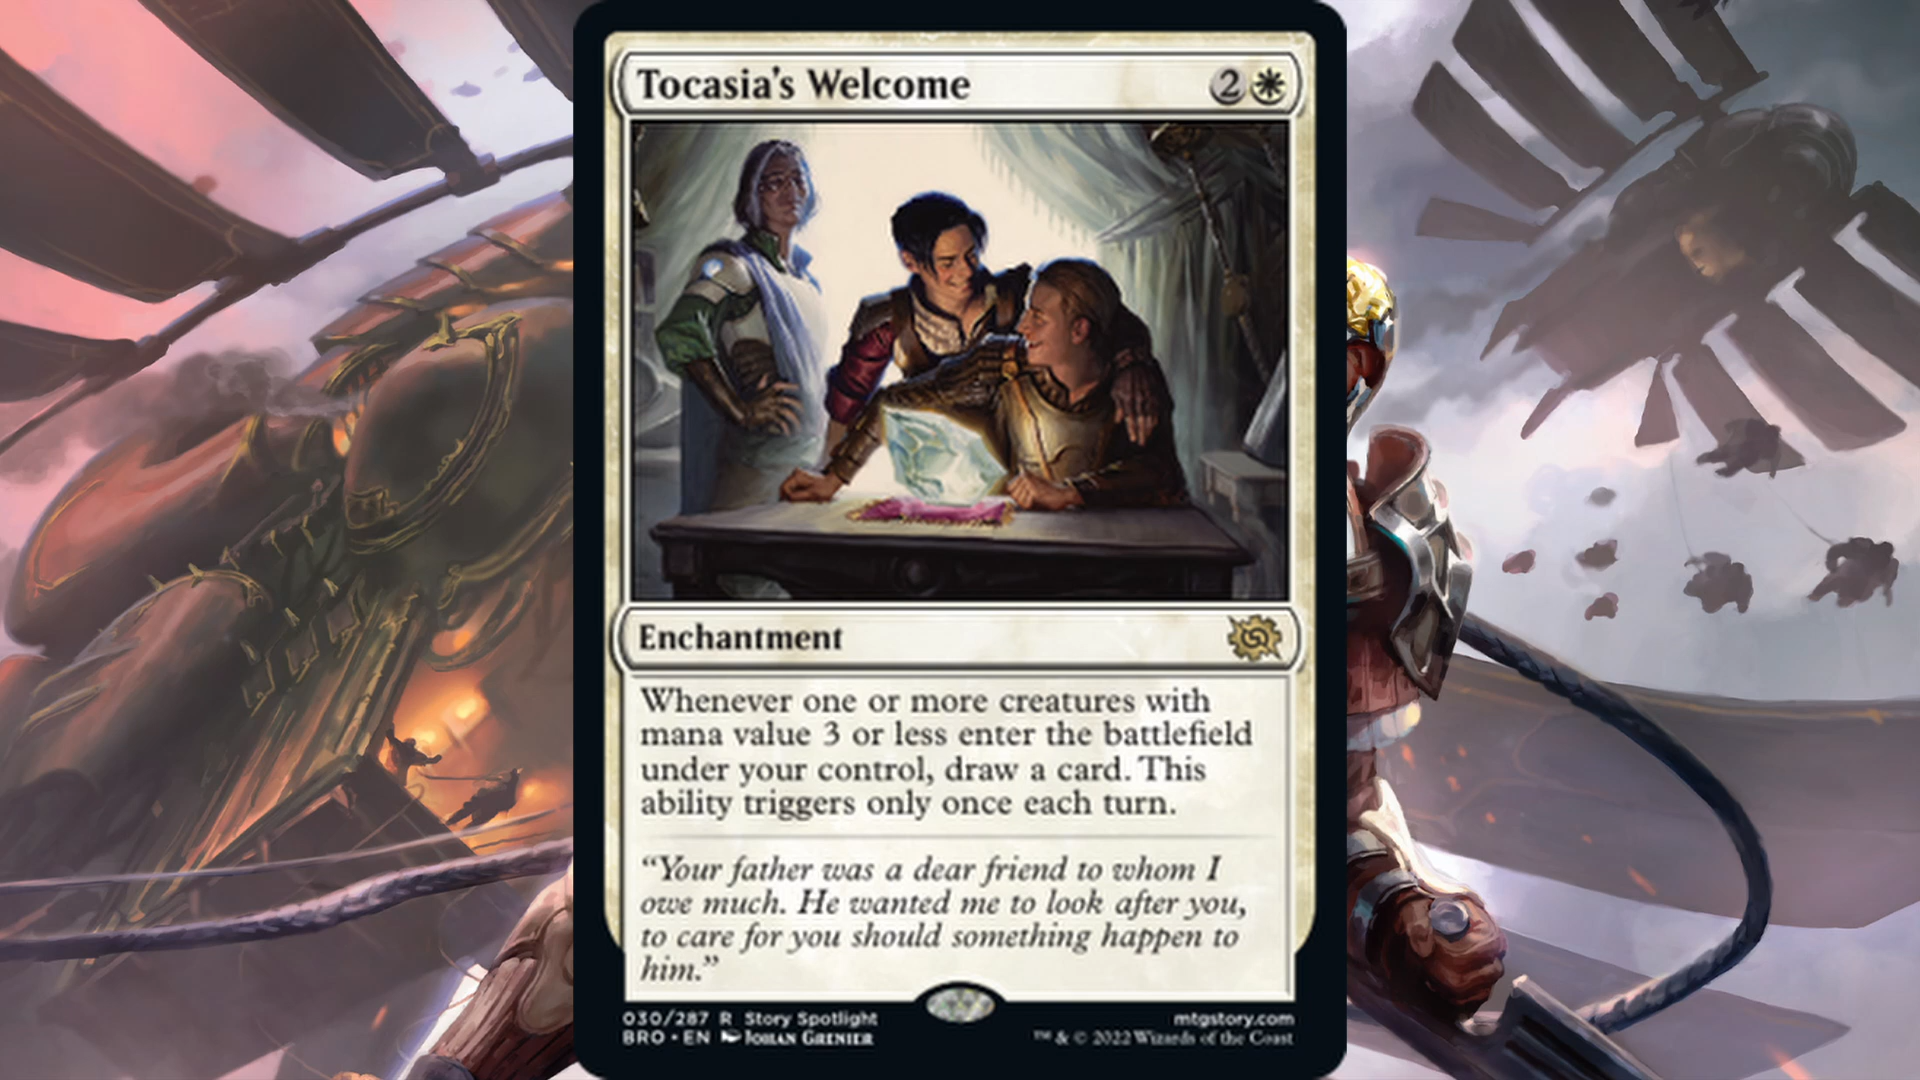 Tocasia's Welcome 2
Enchantment
Whenever one or more creatures with
mana value 3 or less enter the battlefield
under your control, draw a card. This
ability triggers only once each turn.
“Your father was a dear friend to whom I
owe much. He wanted me to look after you,
to care for you should something happen to
him.”
030/287 R Story Spotlight mtgstory.com
BRO • EN Johan Grenier ™ & © 2022 Wizards of the Coast